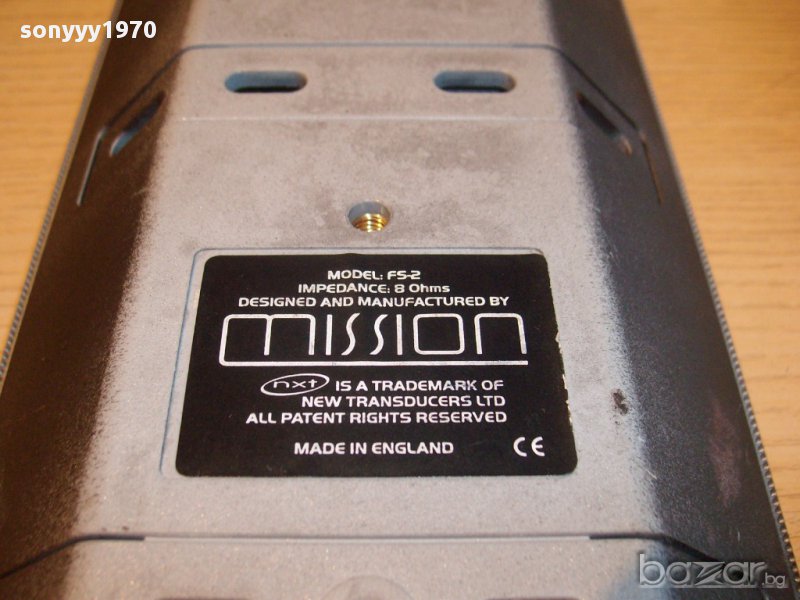 sonyyy1970
MODEL: FS-2
IMPEDANCE: 8 Ohms
DESIGNED AND MANUFACTURED BY
mission
nxt IS A TRADEMARK OF
NEW TRANSDUCERS LTD
ALL PATENT RIGHTS RESERVED
MADE IN ENGLAND CE
bazar.bg